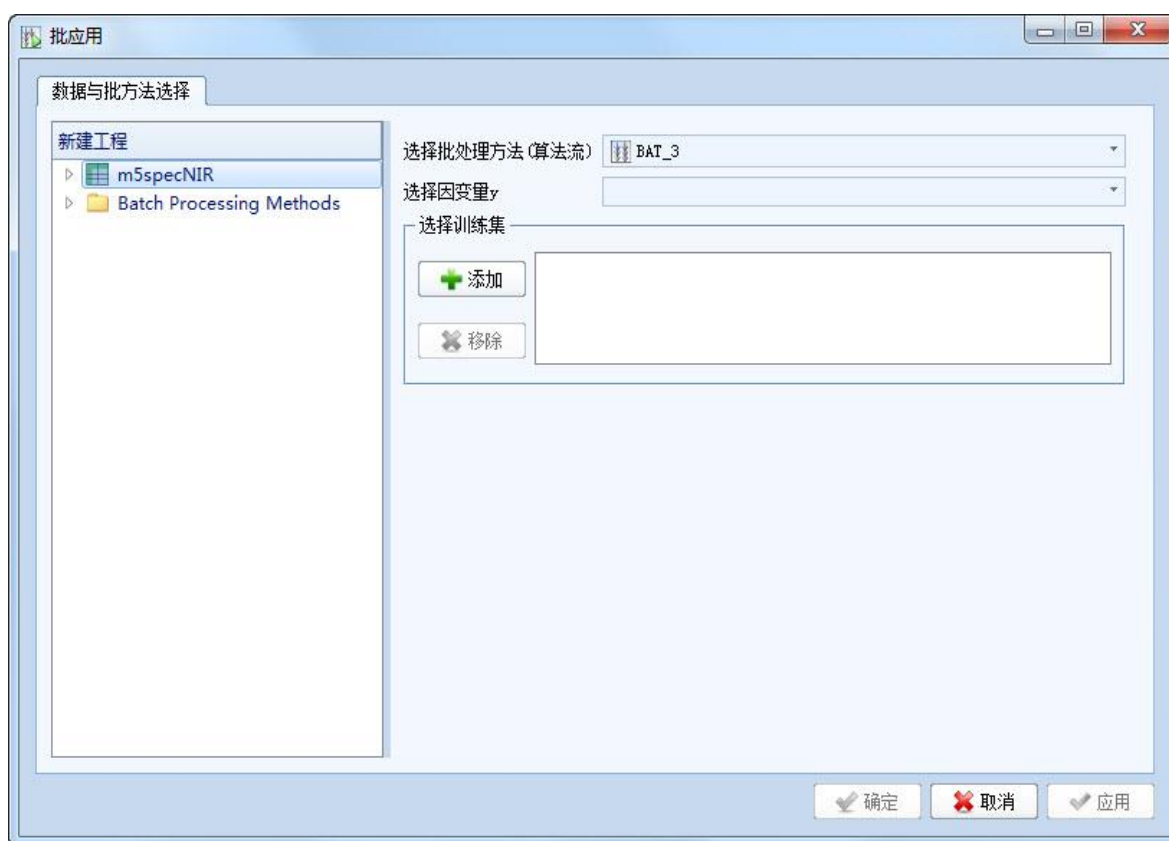 批应用
数据与批方法选择
新建工程
m5specNIR
Batch Processing Methods
选择批处理方法(算法流)
BAT_3
选择因变量y
选择训练集
添加
移除
确定
取消
应用